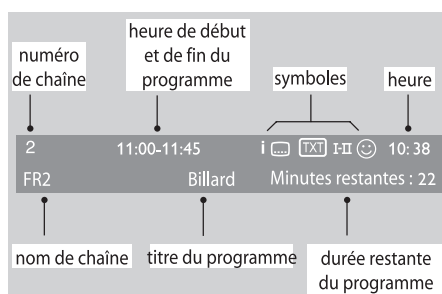 heure de début
et de fin du
programme
numéro
de chaîne
symboles
heure
2 11:00-11:45 i TXT I-II 10:38
FR2 Billard Minutes restantes : 22
nom de chaîne
titre du programme
durée restante
du programme